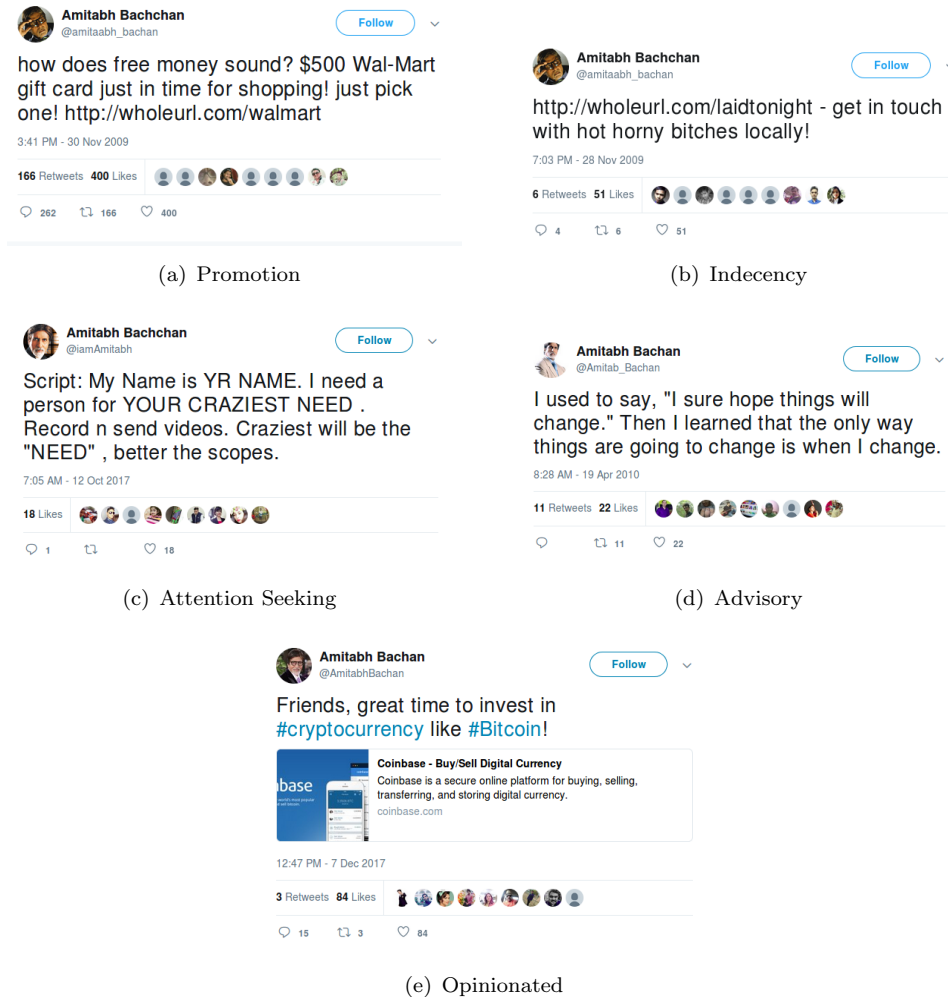 Amitabh Bachchan
@amitaabh_bachan
Follow
how does free money sound? $500 Wal-Mart
gift card just in time for shopping! just pick
one! http://wholeurl.com/walmart
3:41 PM - 30 Nov 2009
166 Retweets 400 Likes
262 166 400
(a) Promotion
Amitabh Bachchan
@amitaabh_bachan
Follow
http://wholeurl.com/laidtonight - get in touch
with hot horny bitches locally!
7:03 PM - 28 Nov 2009
6 Retweets 51 Likes
4 6 51
(b) Indecency
Amitabh Bachchan
@iamAmitabh
Follow
Script: My Name is YR NAME. I need a
person for YOUR CRAZIEST NEED .
Record n send videos. Craziest will be the
"NEED" , better the scopes.
7:05 AM - 12 Oct 2017
18 Likes
1 18
(c) Attention Seeking
Amitabh Bachan
@Amitab_Bachan
Follow
I used to say, "I sure hope things will
change." Then I learned that the only way
things are going to change is when I change.
8:28 AM - 19 Apr 2010
11 Retweets 22 Likes
11 22
(d) Advisory
Amitabh Bachan
@AmitabhBachan
Follow
Friends, great time to invest in
#cryptocurrency like #Bitcoin!
base
Coinbase - Buy/Sell Digital Currency
Coinbase is a secure online platform for buying, selling,
transferring, and storing digital currency.
coinbase.com
12:47 PM - 7 Dec 2017
3 Retweets 84 Likes
15 3 84
(e) Opinionated